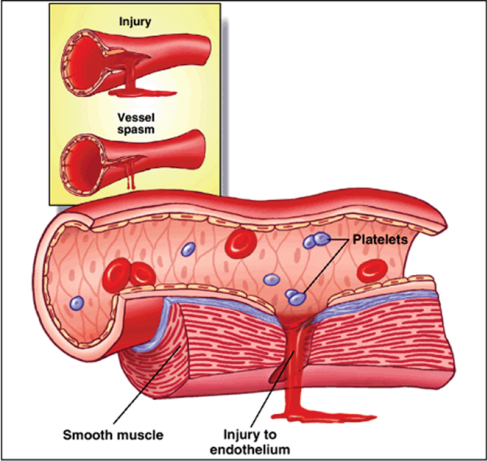 Injury
Vessel
spasm
Platelets
Smooth muscle
Injury to
endothelium